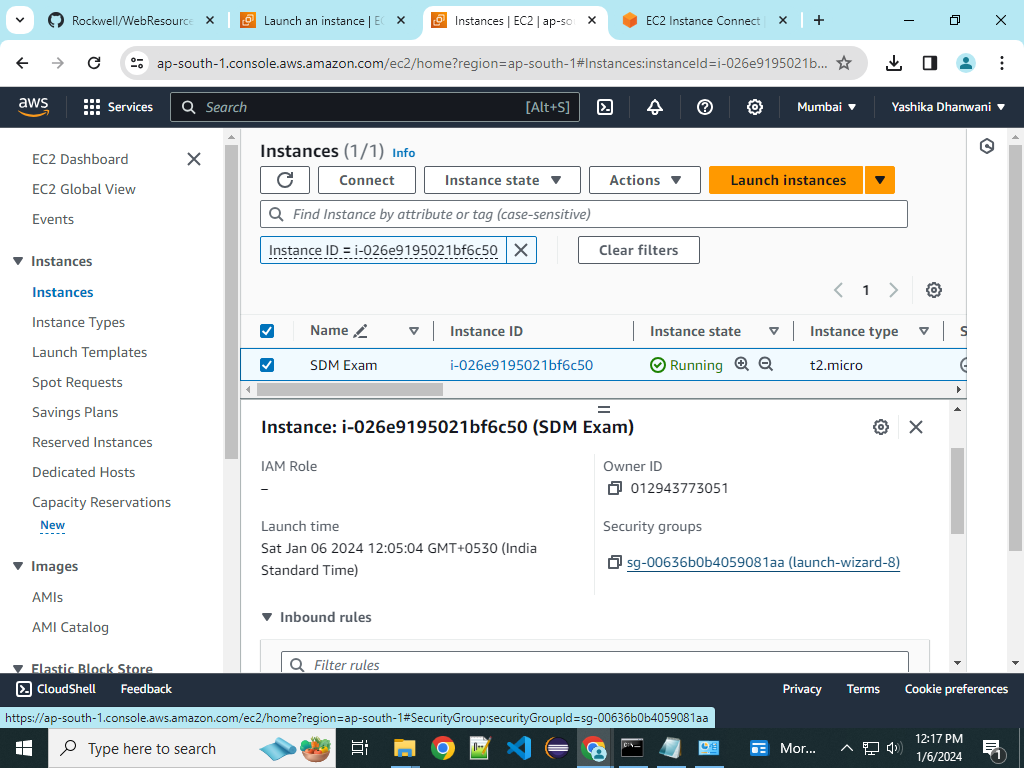 Rockwell/WebResource
Launch an instance | EC
Instances | EC2 | ap-sou
EC2 Instance Connect
ap-south-1.console.aws.amazon.com/ec2/home?region=ap-south-1#Instances:instanceId=i-026e9195021b...
aws
Services
Search
[Alt+S]
Mumbai
Yashika Dhanwani
EC2 Dashboard
EC2 Global View
Events
Instances
Instances
Instance Types
Launch Templates
Spot Requests
Savings Plans
Reserved Instances
Dedicated Hosts
Capacity Reservations
New
Images
AMIs
AMI Catalog
Elastic Block Store
Instances (1/1) Info
Connect
Instance state
Actions
Launch instances
Find Instance by attribute or tag (case-sensitive)
Instance ID = i-026e9195021bf6c50
Clear filters
1
Name
Instance ID
Instance state
Instance type
S
SDM Exam
i-026e9195021bf6c50
Running
t2.micro
Instance: i-026e9195021bf6c50 (SDM Exam)
IAM Role
–
Owner ID
012943773051
Launch time
Sat Jan 06 2024 12:05:04 GMT+0530 (India
Standard Time)
Security groups
sg-00636b0b4059081aa (launch-wizard-8)
Inbound rules
Filter rules
CloudShell
Feedback
Privacy
Terms
Cookie preferences
https://ap-south-1.console.aws.amazon.com/ec2/home?region=ap-south-1#SecurityGroup:securityGroupId=sg-00636b0b4059081aa
Type here to search
Mor...
12:17 PM
1/6/2024
1